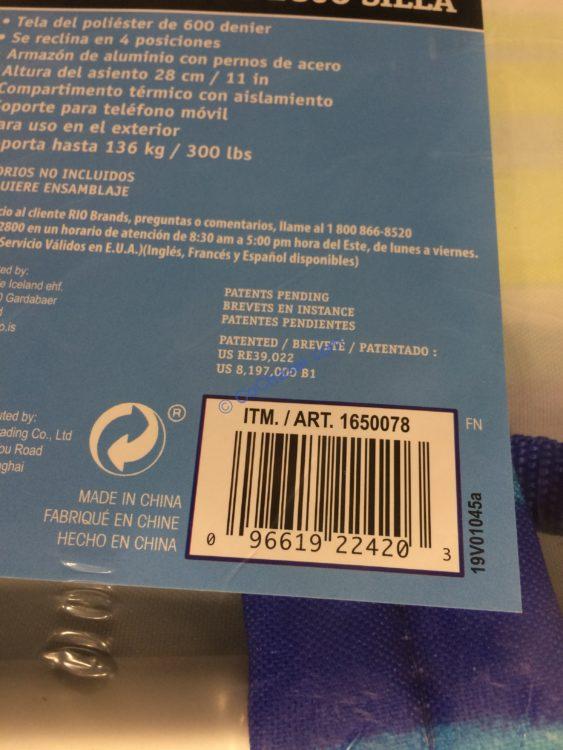 SILLA
• Tela del poliéster de 600 denier
• Se reclina en 4 posiciones
Armazón de aluminio con pernos de acero
Altura del asiento 28 cm / 11 in
Compartimento térmico con aislamiento
Soporte para teléfono móvil
ara uso en el exterior
porta hasta 136 kg / 300 lbs
ORIOS NO INCLUIDOS
UIERE ENSAMBLAJE
cio al cliente RIO Brands, preguntas o comentarios, llame al 1 800 866-8520
2800 en un horario de atención de 8:30 am a 5:00 pm hora del Este, de lunes a viernes.
Servicio Válidos en E.U.A.)(Inglés, Francés y Español disponibles)
ted by:
e Iceland ehf.
0 Gardabaer
d
o.is
PATENTS PENDING
BREVETS EN INSTANCE
PATENTES PENDIENTES
PATENTED / BREVETÉ / PATENTADO :
US RE39,022
US 8,197,000 B1
uted by:
rading Co., Ltd
ou Road
nghai
®
MADE IN CHINA
FABRIQUÉ EN CHINE
HECHO EN CHINA
ITM. / ART. 1650078
0 96619 22420 3
FN
19V01045a